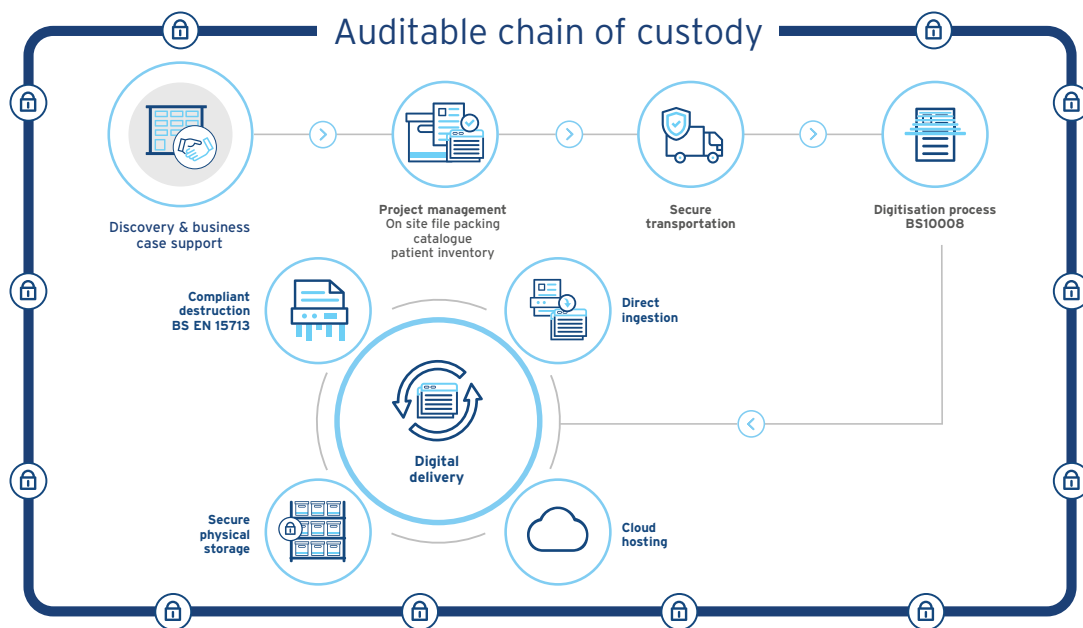 Auditable chain of custody
Discovery & business
case support
Project management
On site file packing
catalogue
patient inventory
Secure
transportation
Digitisation process
BS10008
Compliant
destruction
BS EN 15713
Direct
ingestion
Digital
delivery
Secure
physical
storage
Cloud
hosting